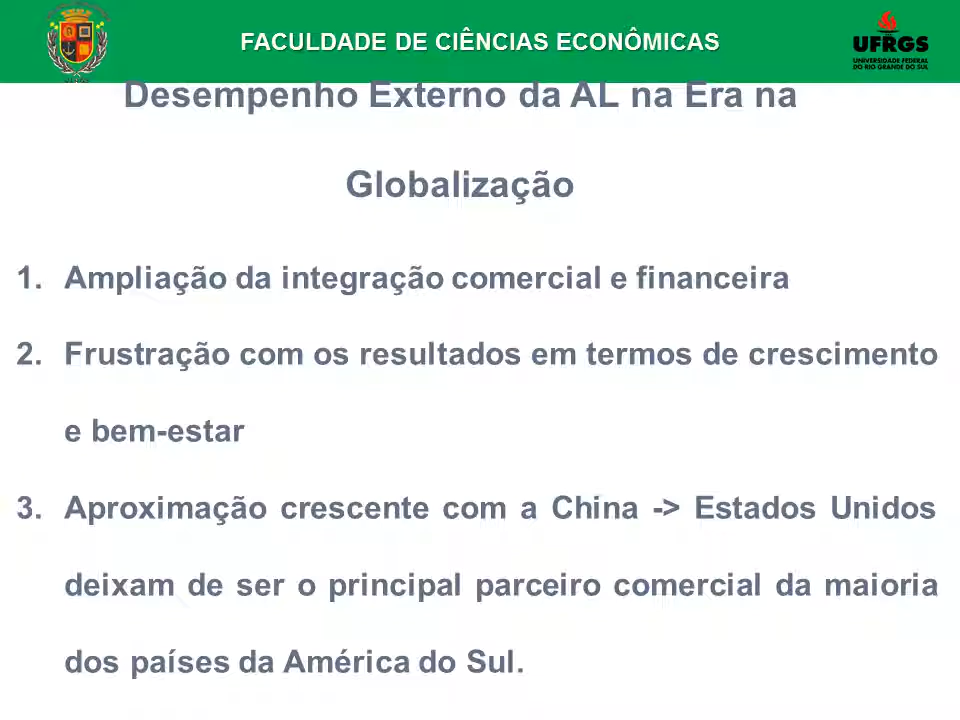 FACULDADE DE CIÊNCIAS ECONÔMICAS
UFRGS
UNIVERSIDADE FEDERAL
DO RIO GRANDE DO SUL
Desempenho Externo da AL na Era na
Globalização
1. Ampliação da integração comercial e financeira
2. Frustração com os resultados em termos de crescimento
e bem-estar
3. Aproximação crescente com a China -> Estados Unidos
deixam de ser o principal parceiro comercial da maioria
dos países da América do Sul.